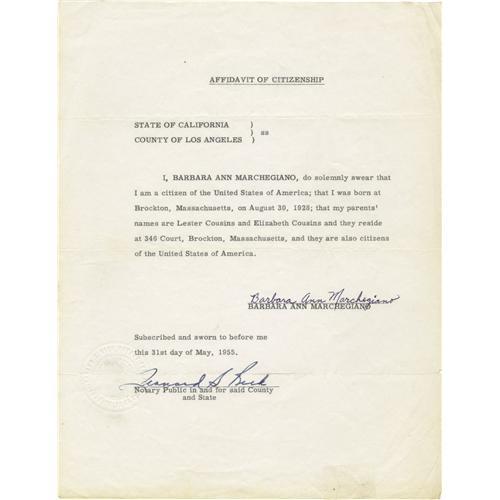 AFFIDAVIT OF CITIZENSHIP
STATE OF CALIFORNIA )
) ss
COUNTY OF LOS ANGELES )
I, BARBARA ANN MARCHEGIANO, do solemnly swear that
I am a citizen of the United States of America; that I was born at
Brockton, Massachusetts, on August 30, 1928; that my parents'
names are Lester Cousins and Elizabeth Cousins and they reside
at 346 Court, Brockton, Massachusetts, and they are also citizens
of the United States of America.
Barbara Ann Marchegiano
BARBARA ANN MARCHEGIANO
Subscribed and sworn to before me
this 31st day of May, 1955.
Leonard S Beck
Notary Public in and for said County
and State